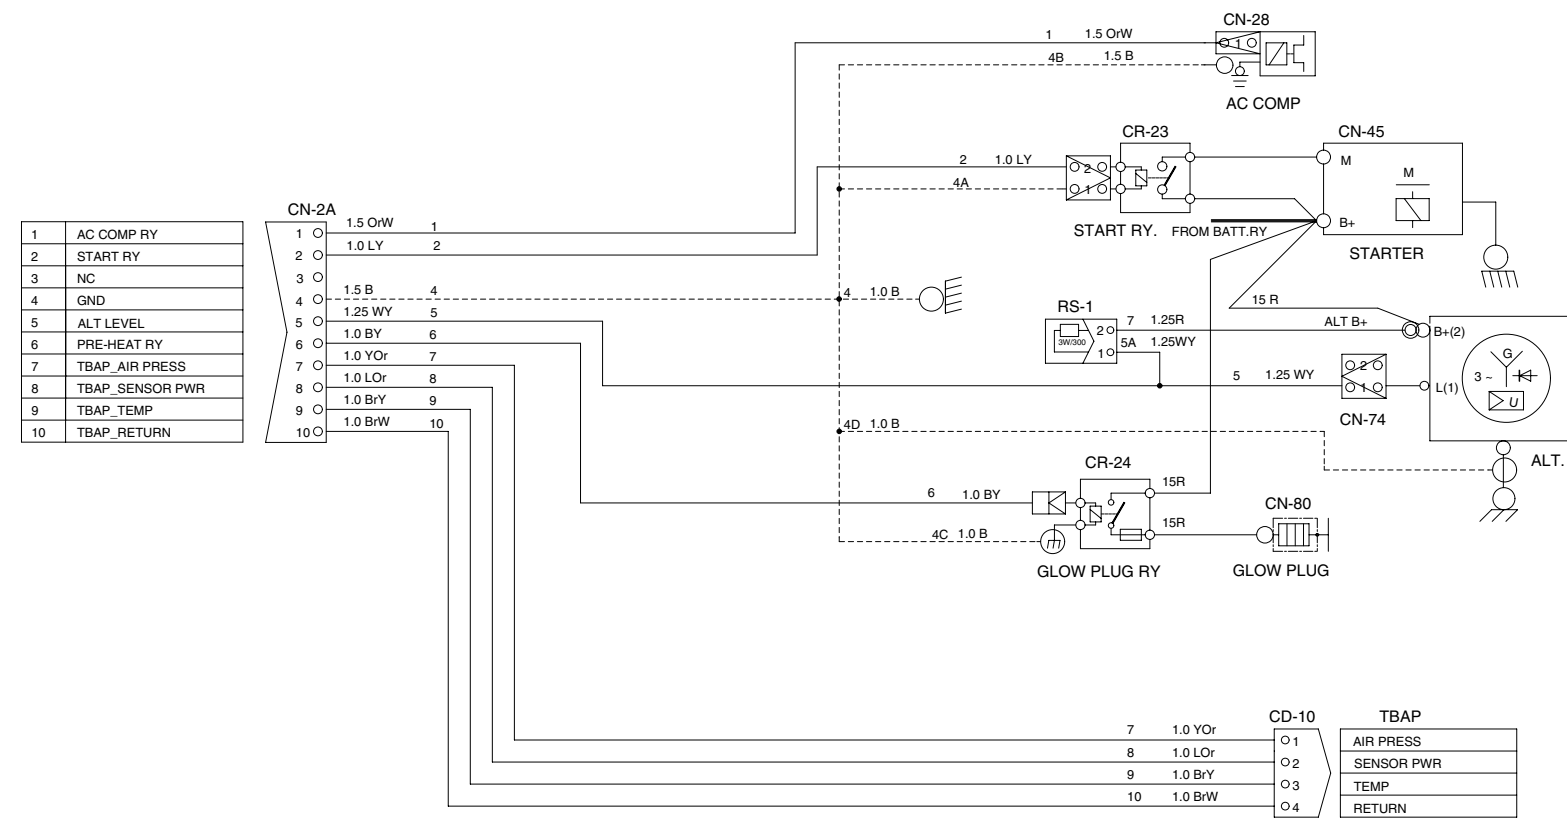 CN-28
1 1.5 OrW
1
4B 1.5 B
AC COMP
CR-23
CN-45
2 1.0 LY
2
M
M
4A
1
START RY.
FROM BATT.RY
B+
STARTER
CN-2A
1 AC COMP RY
2 START RY
3 NC
4 GND
5 ALT LEVEL
6 PRE-HEAT RY
7 TBAP_AIR PRESS
8 TBAP_SENSOR PWR
9 TBAP_TEMP
10 TBAP_RETURN
1 1.5 OrW 1
2 1.0 LY 2
3
4 1.5 B 4
5 1.25 WY 5
6 1.0 BY 6
7 1.0 YOr 7
8 1.0 LOr 8
9 1.0 BrY 9
10 1.0 BrW 10
4 1.0 B
15 R
RS-1
3W/300
2 7 1.25R
1 5A 1.25WY
ALT B+
B+(2)
G
3 ~
U
5 1.25 WY
2
1
L(1)
CN-74
ALT.
4D 1.0 B
CR-24
15R
6 1.0 BY
15R
CN-80
4C 1.0 B
GLOW PLUG RY
GLOW PLUG
CD-10
TBAP
7 1.0 YOr 1 AIR PRESS
8 1.0 LOr 2 SENSOR PWR
9 1.0 BrY 3 TEMP
10 1.0 BrW 4 RETURN